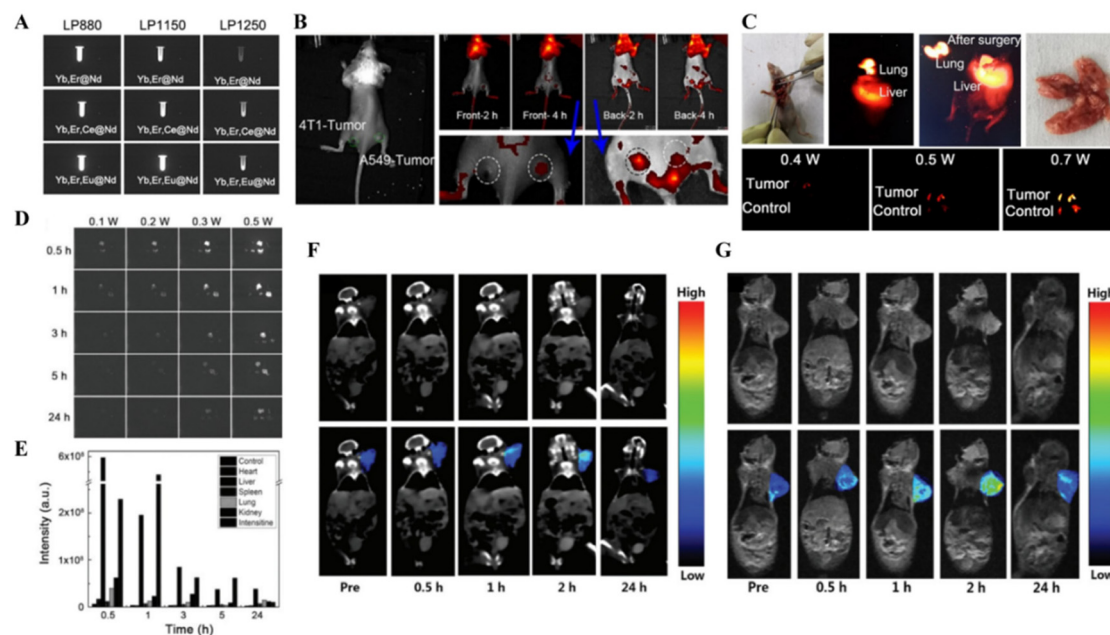 A
LP880 LP1150 LP1250
Yb,Er@Nd Yb,Er@Nd Yb,Er@Nd
Yb,Er,Ce@Nd Yb,Er,Ce@Nd Yb,Er,Ce@Nd
Yb,Er,Eu@Nd Yb,Er,Eu@Nd Yb,Er,Eu@Nd
B
4T1-Tumor
A549-Tumor
Front-2 h Front-4 h Back-2 h Back-4 h
C
Lung
Liver
After surgery
Lung
Liver
0.4 W 0.5 W 0.7 W
Tumor Tumor Tumor
Control Control Control
D
0.1 W 0.2 W 0.3 W 0.5 W
0.5 h
1 h
3 h
5 h
24 h
E
Intensity (a.u.)
6x10⁸
2x10⁸
1x10⁸
0
Control
Heart
Liver
Spleen
Lung
Kidney
Intensitine
0.5 1 3 5 24
Time (h)
F
High
Low
Pre 0.5 h 1 h 2 h 24 h
G
High
Low
Pre 0.5 h 1 h 2 h 24 h